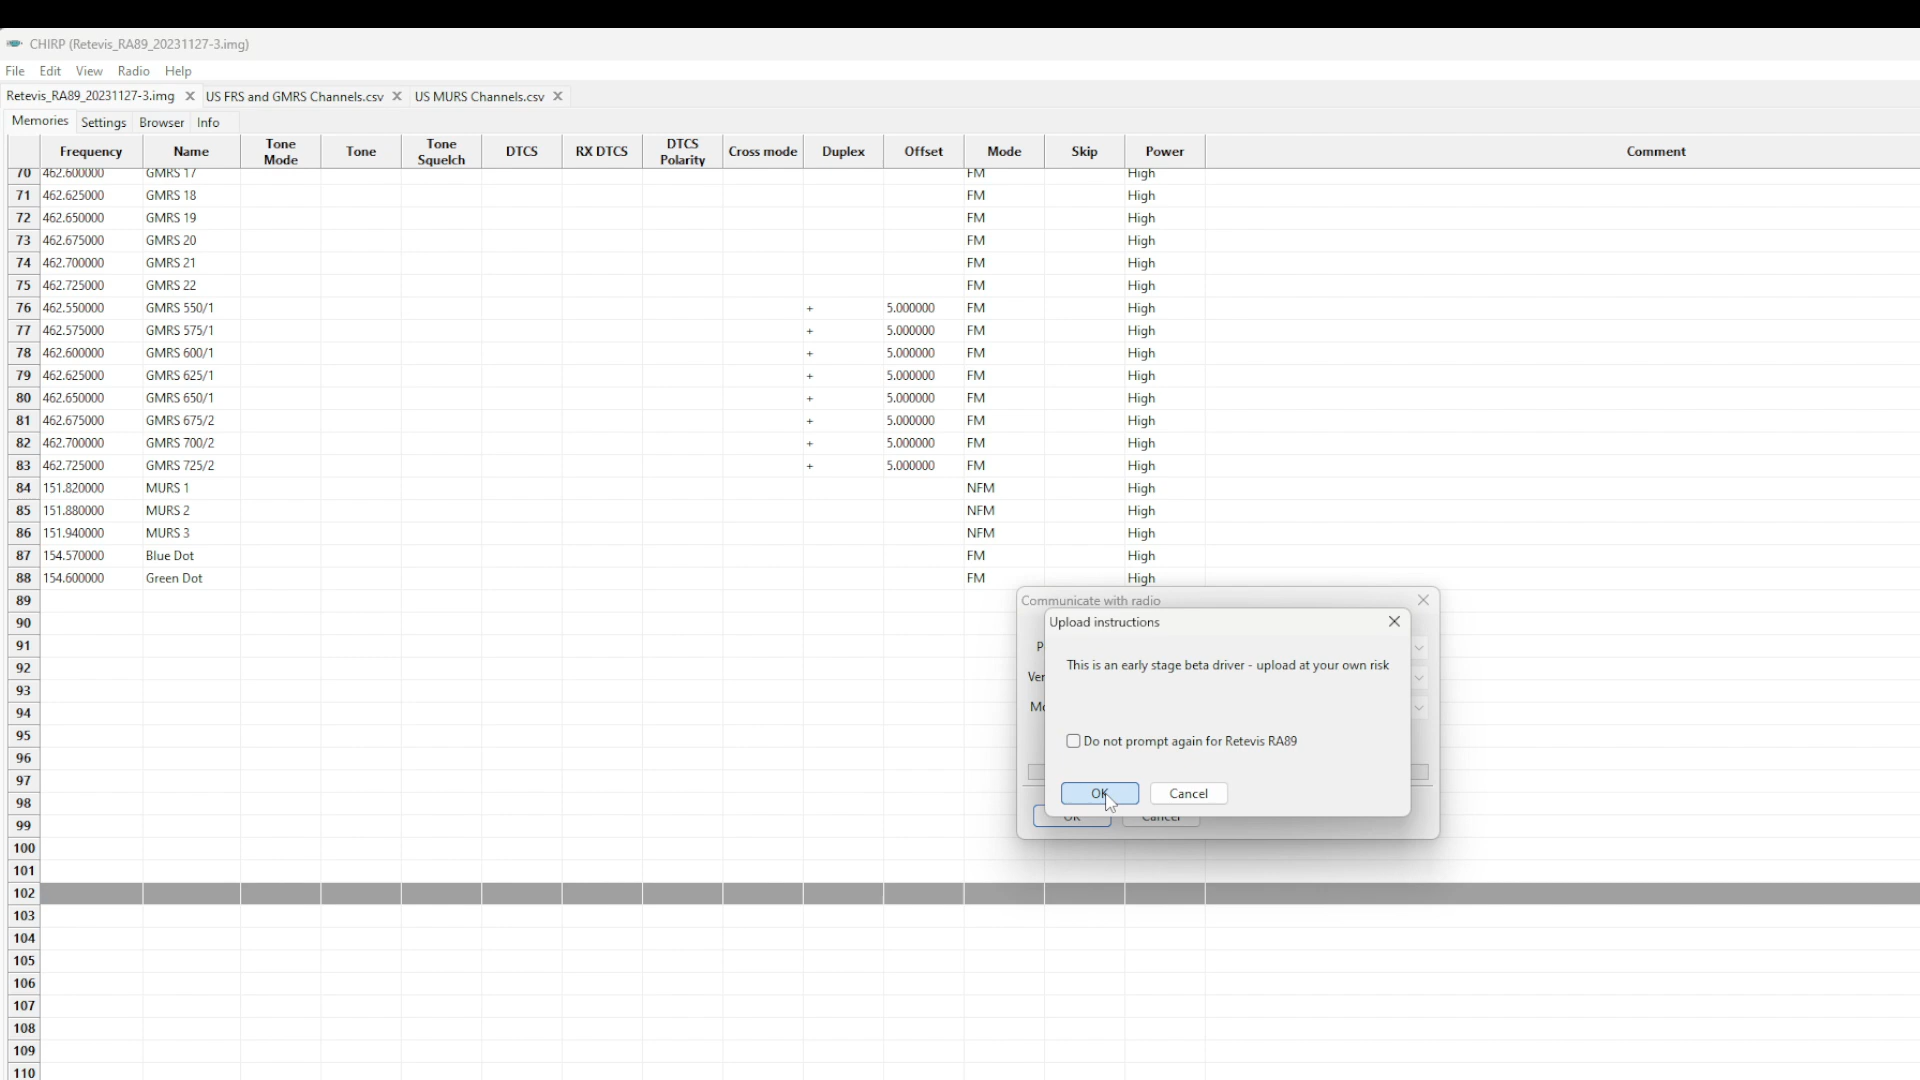 CHIRP (Retevis_RA89_20231127-3.img)
File Edit View Radio Help
Retevis_RA89_20231127-3.img US FRS and GMRS Channels.csv US MURS Channels.csv
Memories Settings Browser Info
Frequency Name Tone Mode Tone Tone Squelch DTCS RX DTCS DTCS Polarity Cross mode Duplex Offset Mode Skip Power Comment
70 462.600000 GMRS 17 FM High
71 462.625000 GMRS 18 FM High
72 462.650000 GMRS 19 FM High
73 462.675000 GMRS 20 FM High
74 462.700000 GMRS 21 FM High
75 462.725000 GMRS 22 FM High
76 462.550000 GMRS 550/1 + 5.000000 FM High
77 462.575000 GMRS 575/1 + 5.000000 FM High
78 462.600000 GMRS 600/1 + 5.000000 FM High
79 462.625000 GMRS 625/1 + 5.000000 FM High
80 462.650000 GMRS 650/1 + 5.000000 FM High
81 462.675000 GMRS 675/2 + 5.000000 FM High
82 462.700000 GMRS 700/2 + 5.000000 FM High
83 462.725000 GMRS 725/2 + 5.000000 FM High
84 151.820000 MURS 1 NFM High
85 151.880000 MURS 2 NFM High
86 151.940000 MURS 3 NFM High
87 154.570000 Blue Dot FM High
88 154.600000 Green Dot FM High
89
90
91
92
93
94
95
96
97
98
99
100
101
102
103
104
105
106
107
108
109
110
Communicate with radio
Upload instructions
P
This is an early stage beta driver - upload at your own risk
Ver
Mo
Do not prompt again for Retevis RA89
OK Cancel
OK Cancel